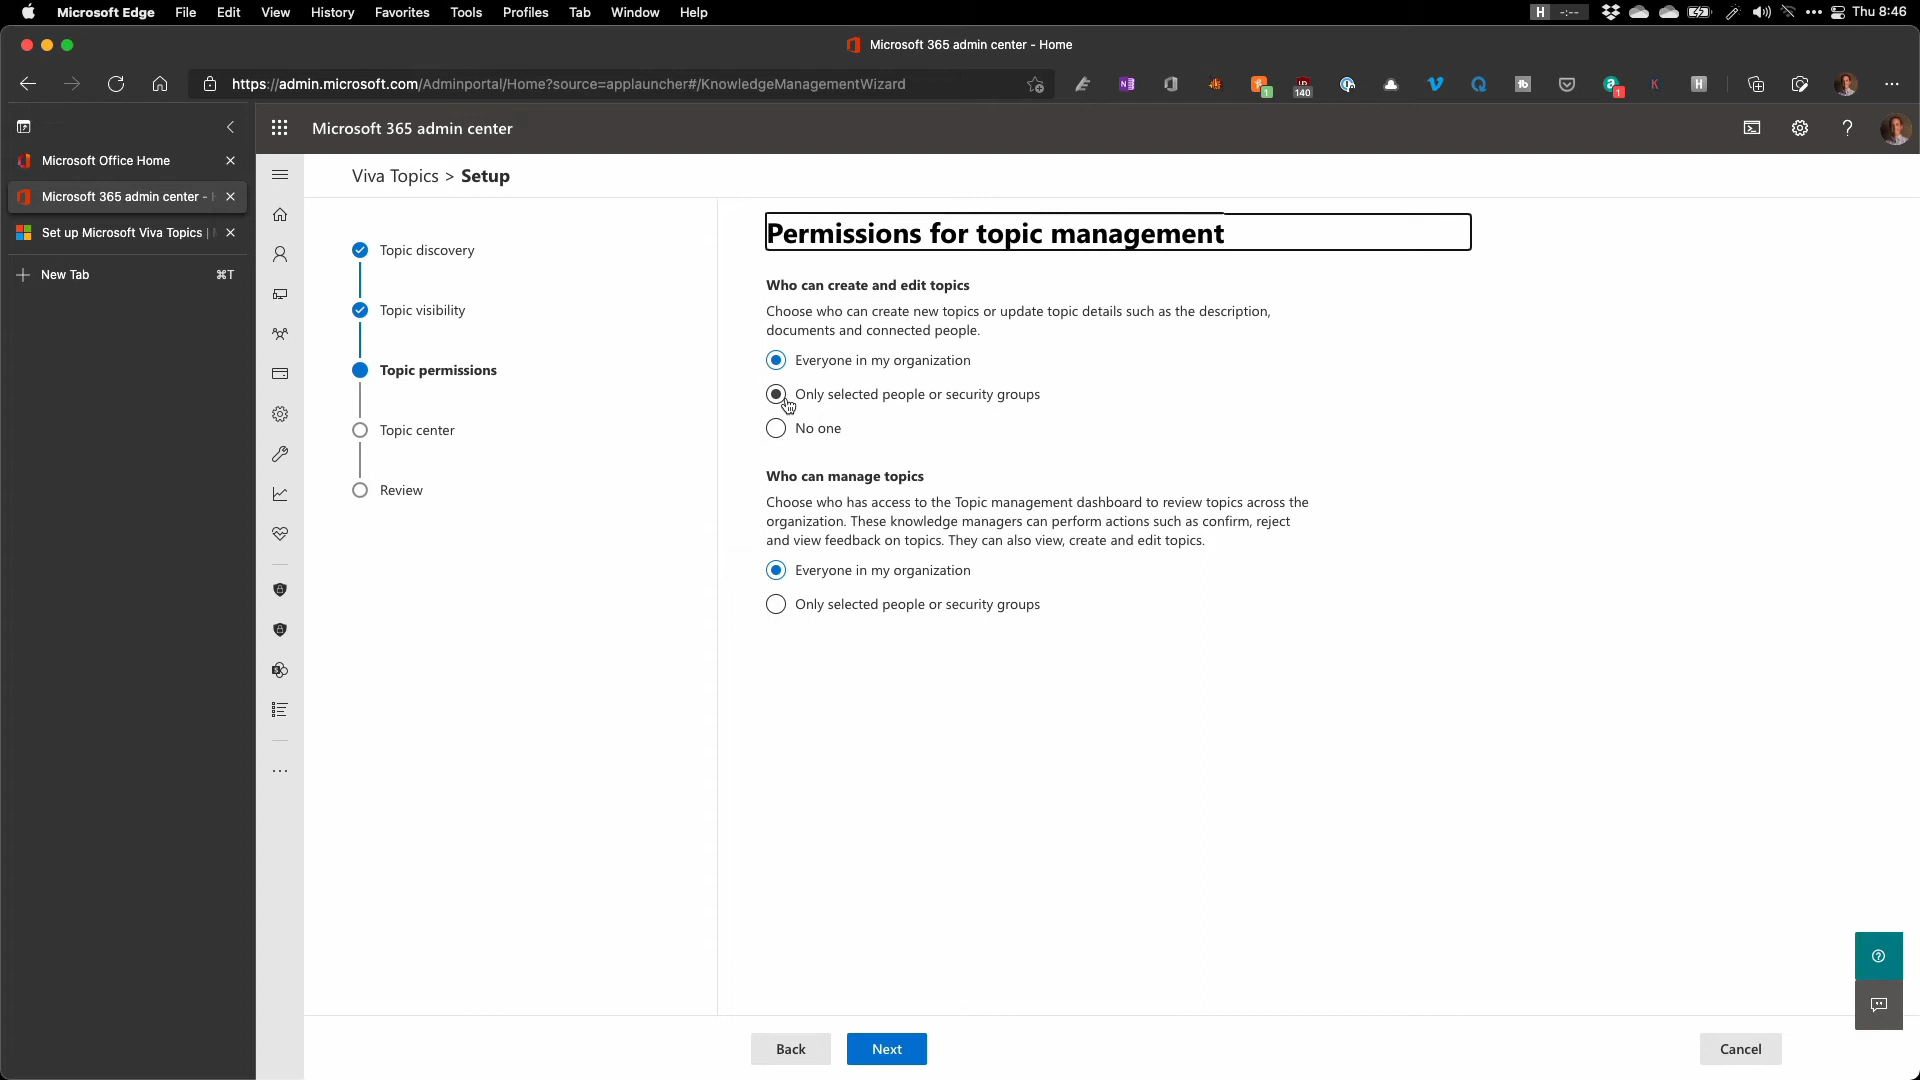 Microsoft Edge File Edit View History Favorites Tools Profiles Tab Window Help
H -:-- Thu 8:46
Microsoft 365 admin center - Home
https://admin.microsoft.com/Adminportal/Home?source=applauncher#/KnowledgeManagementWizard
1 140 1 K H
Microsoft 365 admin center
Microsoft Office Home
Microsoft 365 admin center -
Set up Microsoft Viva Topics |
New Tab ⌘T
Viva Topics > Setup
Topic discovery
Topic visibility
Topic permissions
Topic center
Review
Permissions for topic management
Who can create and edit topics
Choose who can create new topics or update topic details such as the description,
documents and connected people.
Everyone in my organization
Only selected people or security groups
No one
Who can manage topics
Choose who has access to the Topic management dashboard to review topics across the
organization. These knowledge managers can perform actions such as confirm, reject
and view feedback on topics. They can also view, create and edit topics.
Everyone in my organization
Only selected people or security groups
Back Next Cancel